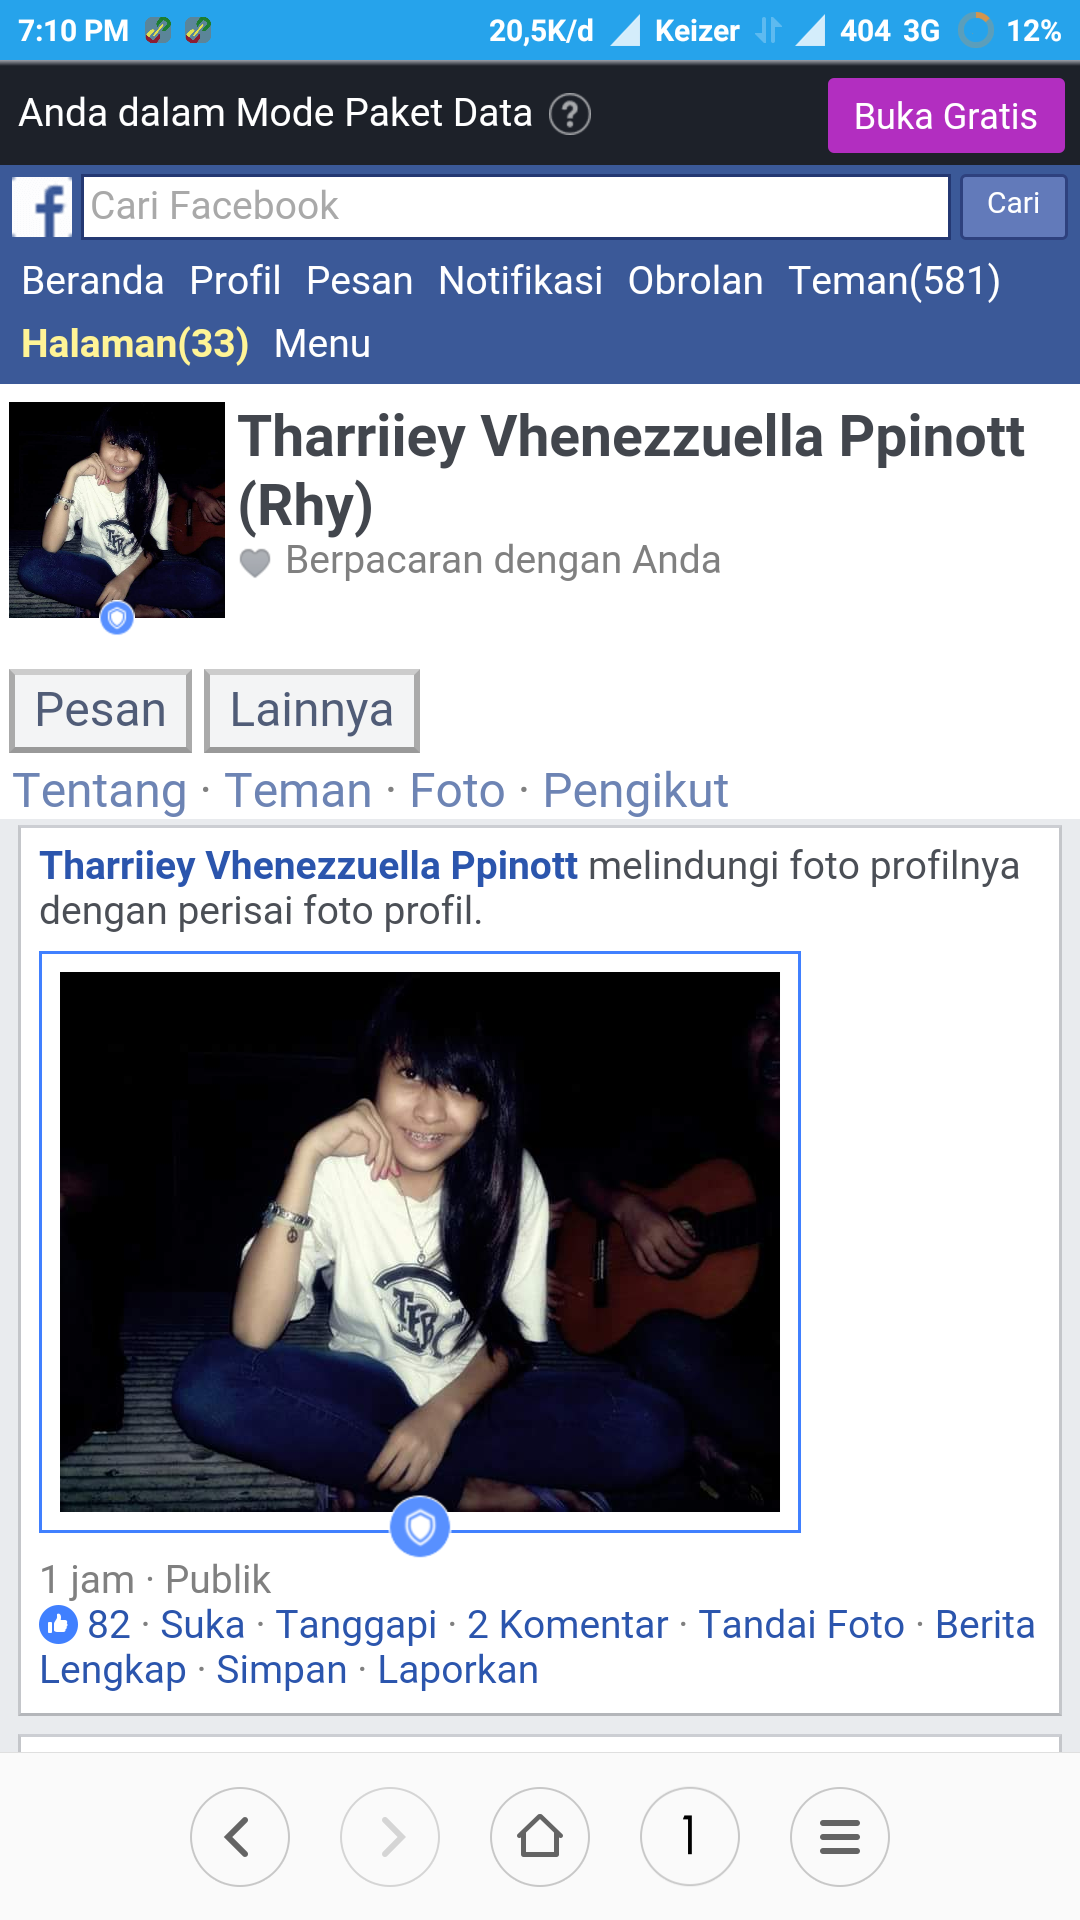 7:10 PM 20,5K/d Keizer 404 3G 12%
Anda dalam Mode Paket Data ? Buka Gratis
f Cari Facebook Cari
Beranda Profil Pesan Notifikasi Obrolan Teman(581)
Halaman(33) Menu
Tharriiey Vhenezzuella Ppinott
(Rhy)
Berpacaran dengan Anda
Pesan Lainnya
Tentang · Teman · Foto · Pengikut
Tharriiey Vhenezzuella Ppinott melindungi foto profilnya
dengan perisai foto profil.
1 jam · Publik
82 · Suka · Tanggapi · 2 Komentar · Tandai Foto · Berita
Lengkap · Simpan · Laporkan
1